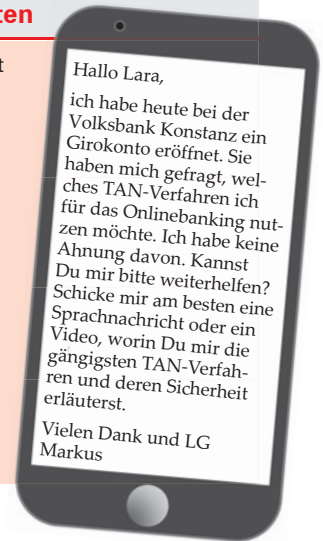 ten
t
Hallo Lara,
ich habe heute bei der
Volksbank Konstanz ein
Girokonto eröffnet. Sie
haben mich gefragt, wel-
ches TAN-Verfahren ich
für das Onlinebanking nut-
zen möchte. Ich habe keine
Ahnung davon. Kannst
Du mir bitte weiterhelfen?
Schicke mir am besten eine
Sprachnachricht oder ein
Video, worin Du mir die
gängigsten TAN-Verfah-
ren und deren Sicherheit
erläuterst.
Vielen Dank und LG
Markus